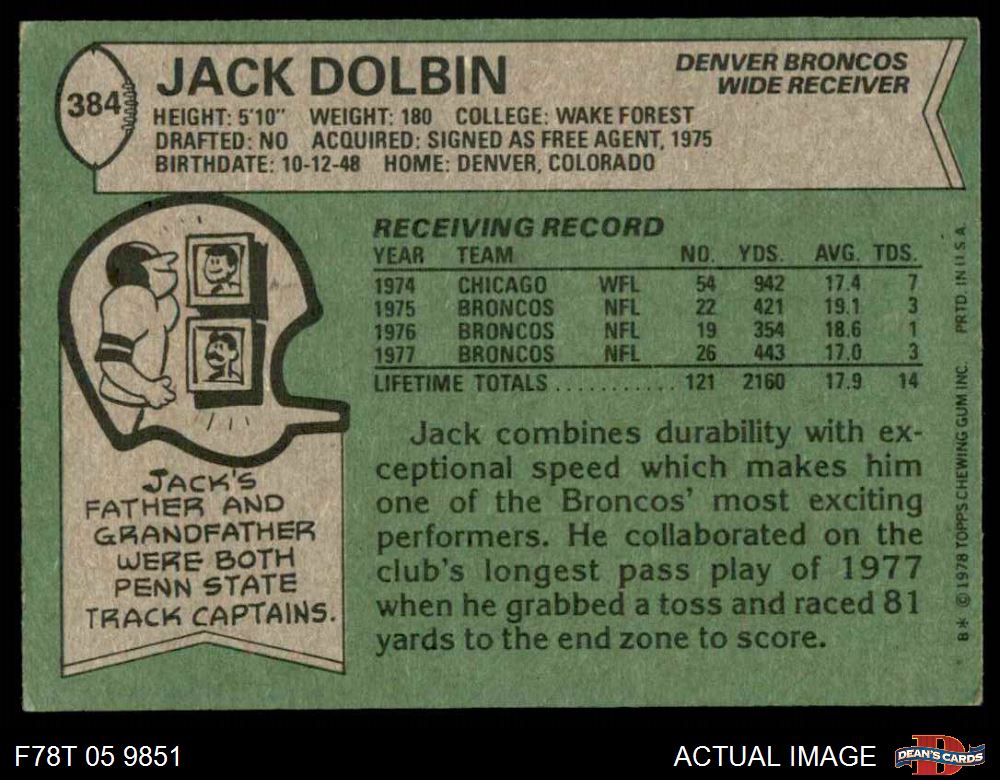 384
JACK DOLBIN
DENVER BRONCOS
WIDE RECEIVER
HEIGHT: 5'10" WEIGHT: 180 COLLEGE: WAKE FOREST
DRAFTED: NO ACQUIRED: SIGNED AS FREE AGENT, 1975
BIRTHDATE: 10-12-48 HOME: DENVER, COLORADO
RECEIVING RECORD
YEAR TEAM NO. YDS. AVG. TDS.
1974 CHICAGO WFL 54 942 17.4 7
1975 BRONCOS NFL 22 421 19.1 3
1976 BRONCOS NFL 19 354 18.6 1
1977 BRONCOS NFL 26 443 17.0 3
LIFETIME TOTALS ........... 121 2160 17.9 14
Jack combines durability with ex-
ceptional speed which makes him
one of the Broncos' most exciting
performers. He collaborated on the
club's longest pass play of 1977
when he grabbed a toss and raced 81
yards to the end zone to score.
JACK'S
FATHER AND
GRANDFATHER
WERE BOTH
PENN STATE
TRACK CAPTAINS.
B* © 1978 TOPPS CHEWING GUM INC. PRTD. IN U.S.A.
F78T 05 9851
ACTUAL IMAGE
D
DEAN'S CARDS